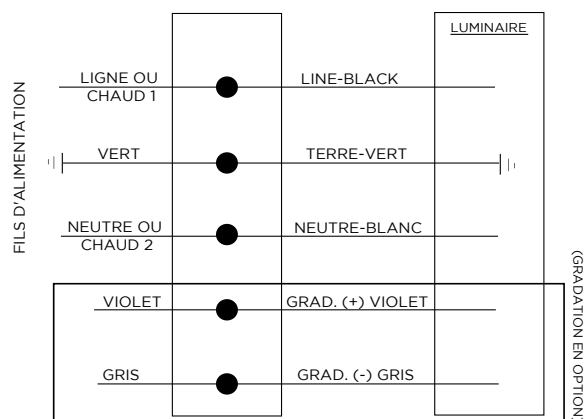 LUMINAIRE
FILS D'ALIMENTATION
LIGNE OU
CHAUD 1
LINE-BLACK
VERT
TERRE-VERT
NEUTRE OU
CHAUD 2
NEUTRE-BLANC
VIOLET
GRAD. (+) VIOLET
GRIS
GRAD. (-) GRIS
(GRADATION EN OPTION)